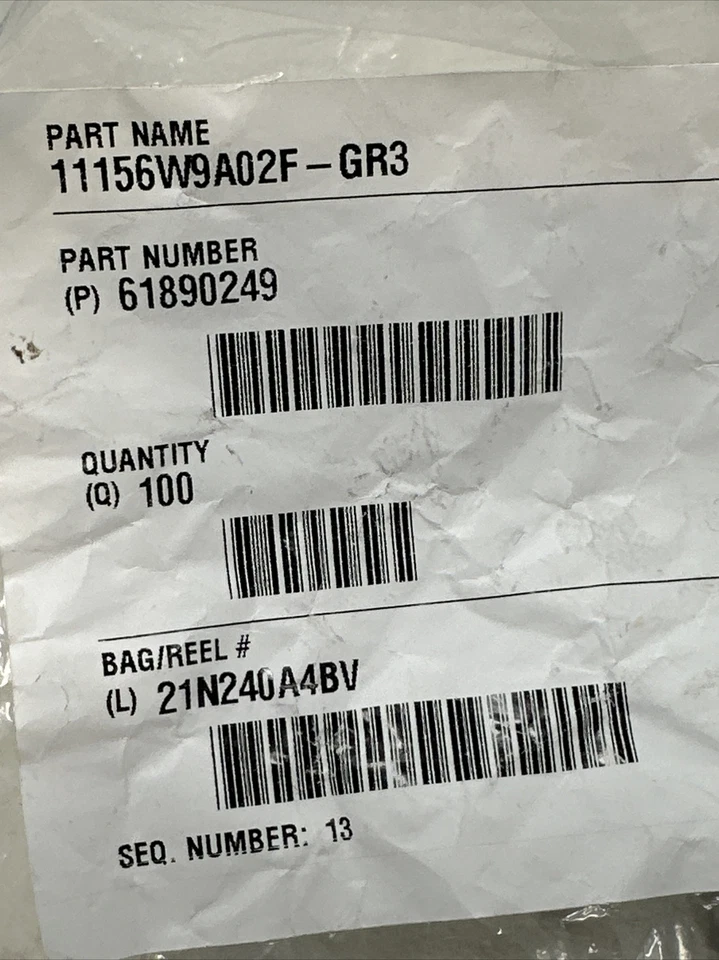 PART NAME
11156W9A02F-GR3
PART NUMBER
(P) 61890249
QUANTITY
(Q) 100
BAG/REEL #
(L) 21N240A4BV
SEQ. NUMBER: 13